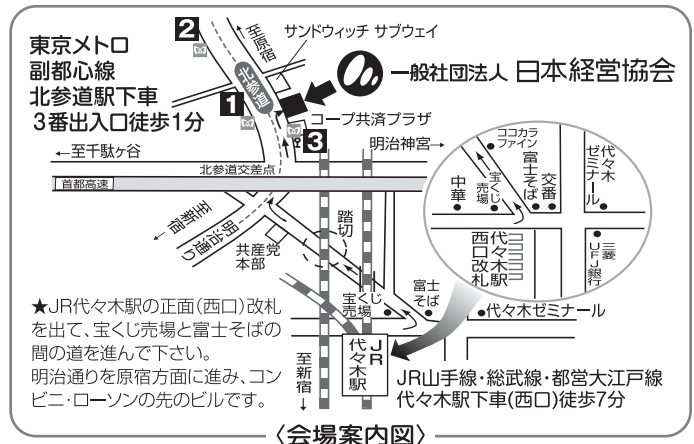 東京メトロ
副都心線
北参道駅下車
3番出入口徒歩1分
2
至原宿
サンドウィッチ サブウェイ
北参道
1
一般社団法人 日本経営協会
コープ共済プラザ
3
明治神宮→
←至千駄ヶ谷
北参道交差点
首都高速
至新宿
明治通り
共産党
本部
踏切
宝くじ
売場
富士
そば
代々木ゼミナール
ココカラ
ファイン
中華
宝くじ
売場
富士そば
交番
代々木
ゼミナール
代々木駅
西口改札
三菱
UFJ銀行
★JR代々木駅の正面(西口)改札
を出て、宝くじ売場と富士そばの
間の道を進んで下さい。
明治通りを原宿方面に進み、コン
ビニ・ローソンの先のビルです。
至新宿
JR
代々木駅
JR山手線・総武線・都営大江戸線
代々木駅下車(西口)徒歩7分
〈会場案内図〉